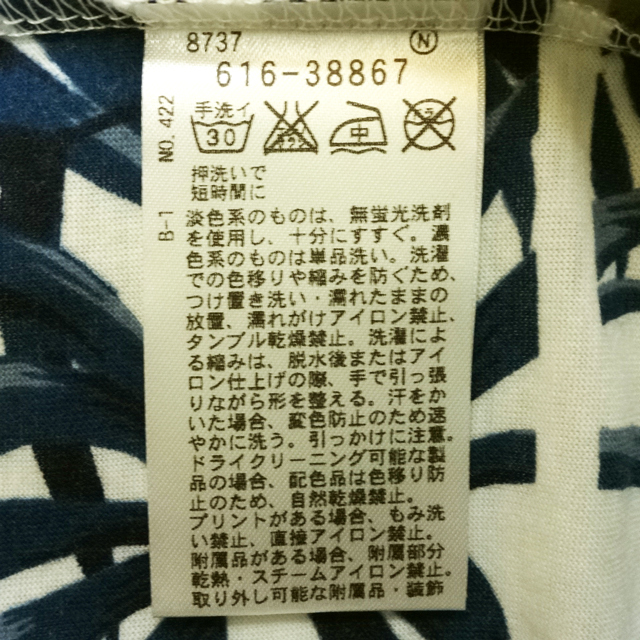 8737 Ⓝ
616-38867
NO. 422
手洗イ
30
エンソサラシ
中
ドライ
押洗いで
短時間に
B-1
淡色系のものは、無蛍光洗剤
を使用し、十分にすすぐ。濃
色系のものは単品洗い。洗濯
での色移りや縮みを防ぐため、
つけ置き洗い・濡れたままの
放置、濡れがけアイロン禁止、
タンブル乾燥禁止。洗濯によ
る縮みは、脱水後またはアイ
ロン仕上げの際、手で引っ張
りながら形を整える。汗をか
いた場合、変色防止のため速
やかに洗う。引っかけに注意。
ドライクリーニング可能な製
品の場合、配色品は色移り防
止のため、自然乾燥禁止。
プリントがある場合、もみ洗
い禁止、直接アイロン禁止。
附属品がある場合、附属部分
乾熱・スチームアイロン禁止。
取り外し可能な附属品・装飾